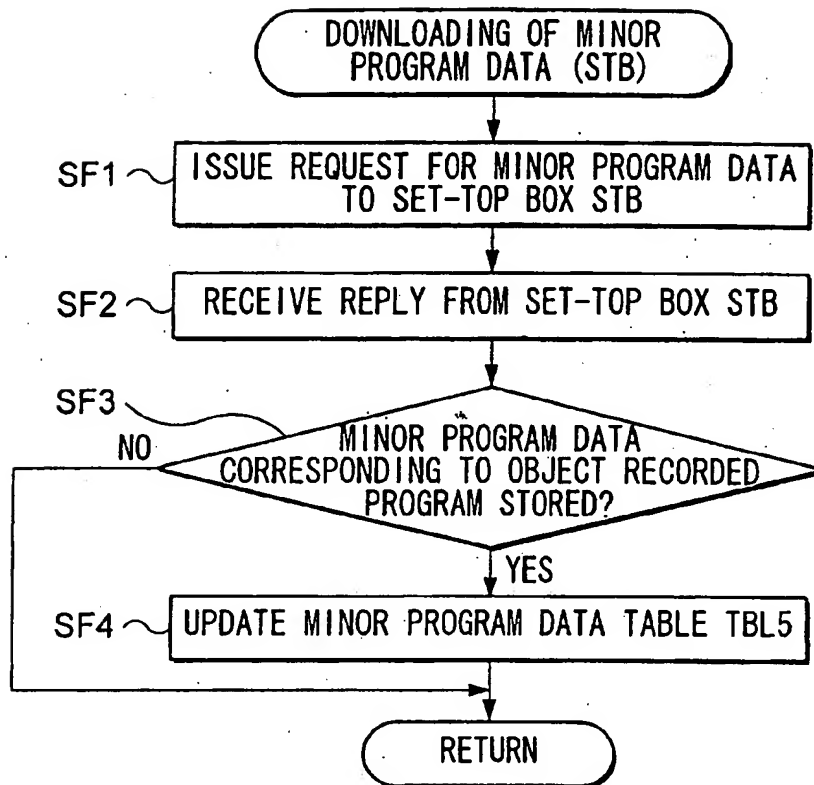 DOWNLOADING OF MINOR
PROGRAM DATA (STB)
SF1
ISSUE REQUEST FOR MINOR PROGRAM DATA
TO SET-TOP BOX STB
SF2
RECEIVE REPLY FROM SET-TOP BOX STB
SF3
NO
MINOR PROGRAM DATA
CORRESPONDING TO OBJECT RECORDED
PROGRAM STORED?
YES
SF4
UPDATE MINOR PROGRAM DATA TABLE TBL5
RETURN